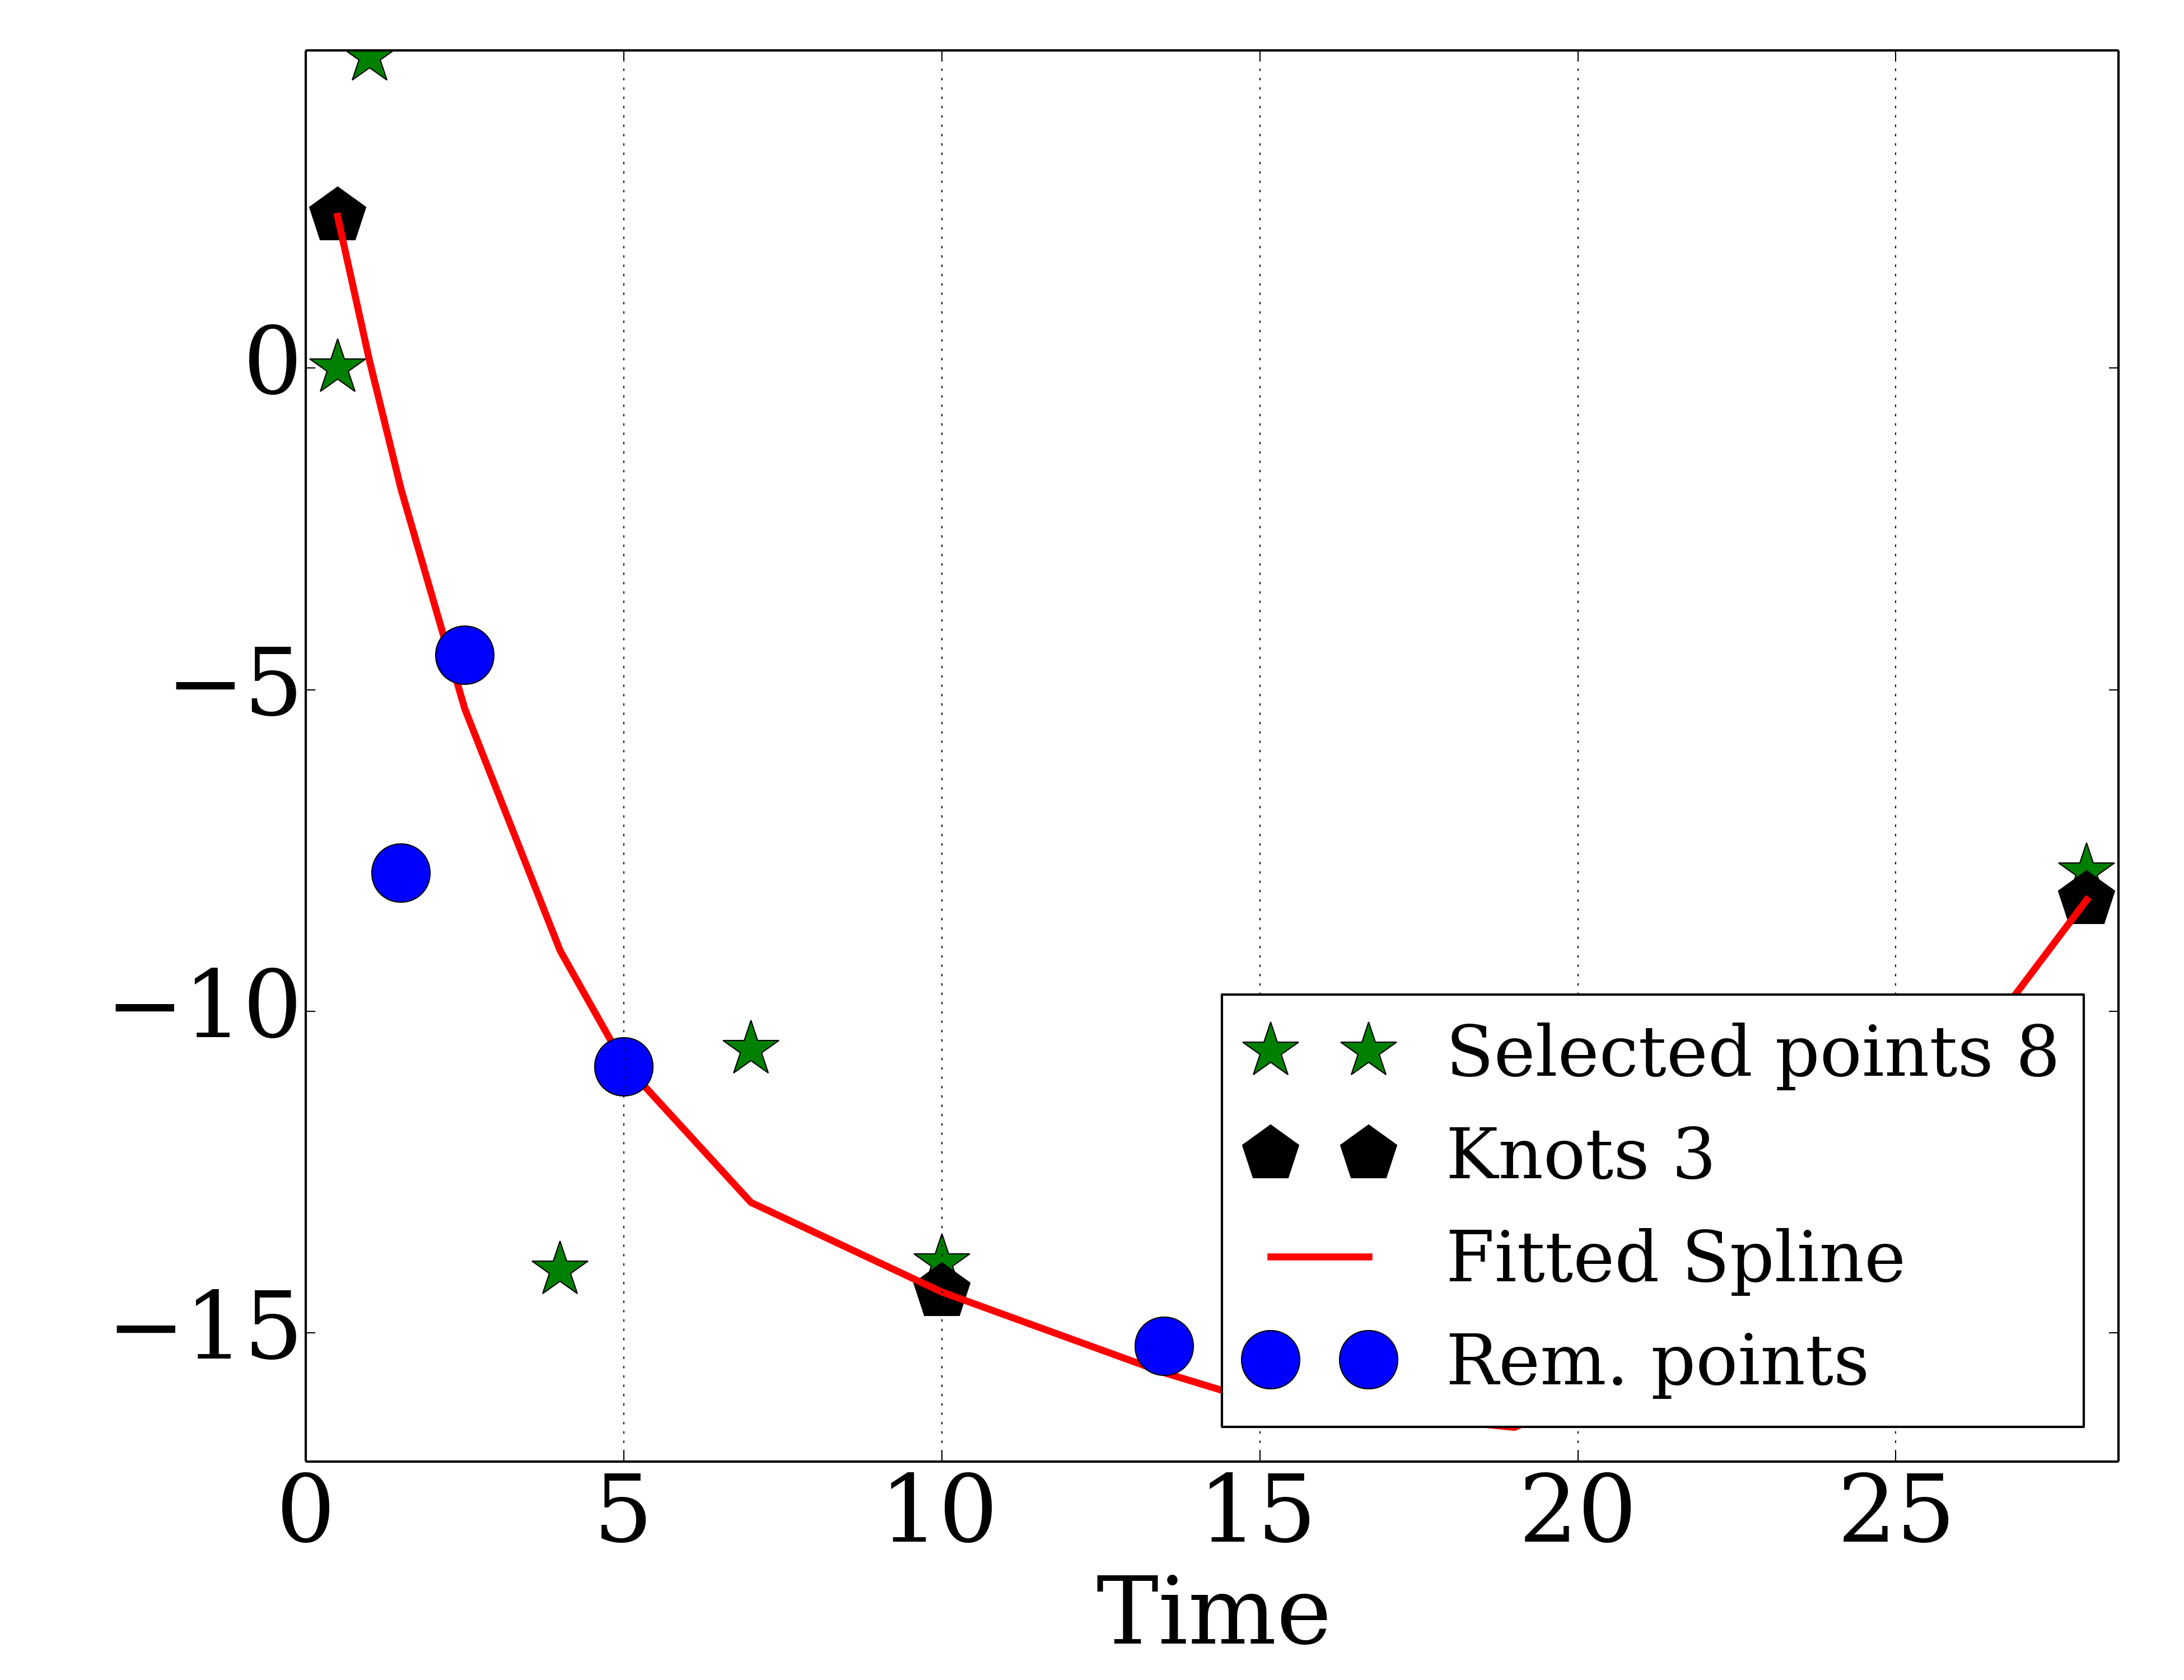 0
−5
−10
−15
Selected points 8
Knots 3
Fitted Spline
Rem. points
0 5 10 15 20 25
Time